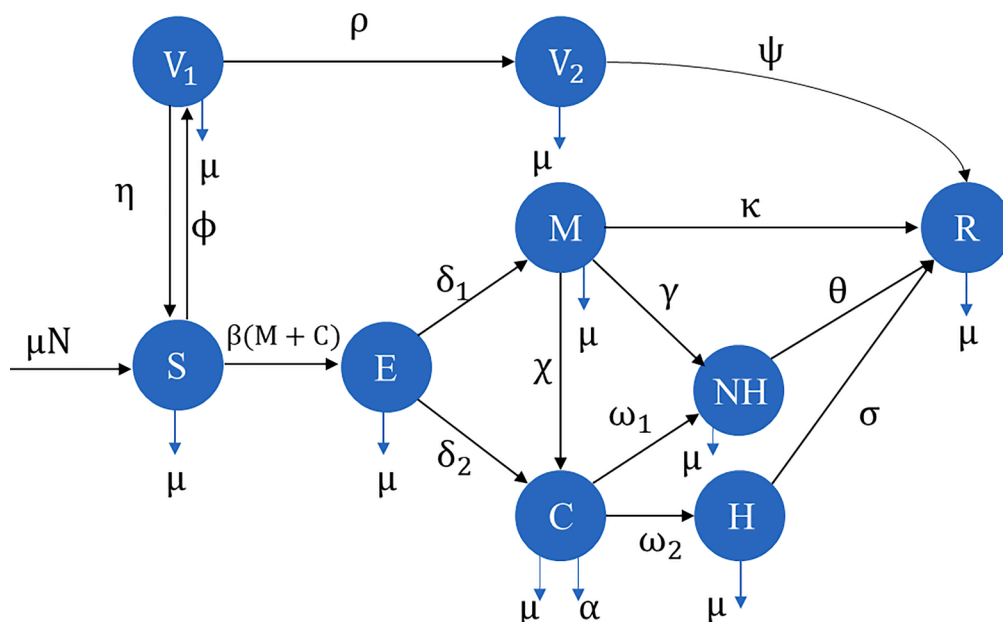 ρ
V1
V2
ψ
μ
μ
η
ϕ
M
κ
R
δ1
γ
θ
μ
μ
μN
β(M + C)
S
E
χ
NH
σ
ω1
δ2
μ
μ
μ
C
ω2
H
μ
α
μ